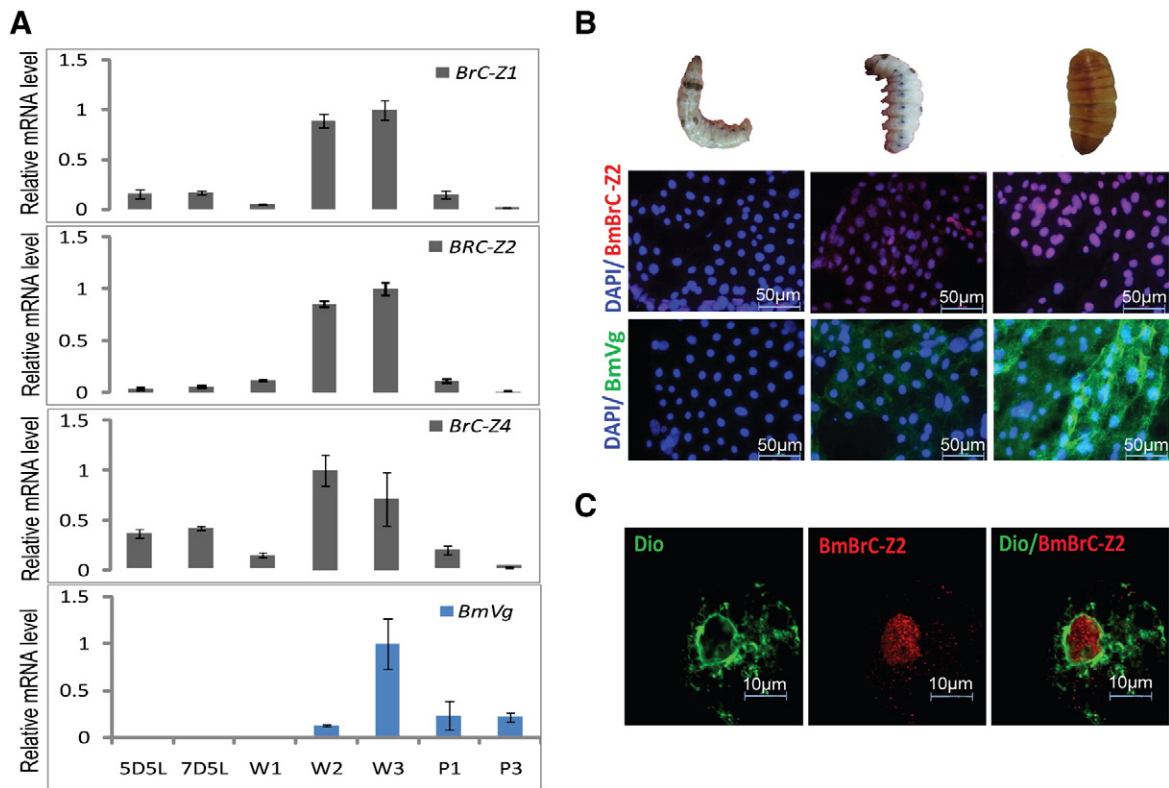 A
Relative mRNA level
1.5
1
0.5
0
BrC-Z1
Relative mRNA level
1.5
1
0.5
0
BRC-Z2
Relative mRNA level
1.5
1
0.5
0
BrC-Z4
Relative mRNA level
1.5
1
0.5
0
BmVg
5D5L 7D5L W1 W2 W3 P1 P3
B
DAPI/ BmBrC-Z2
50µm
50µm
50µm
DAPI/ BmVg
50µm
50µm
50µm
C
Dio
10µm
BmBrC-Z2
10µm
Dio/BmBrC-Z2
10µm